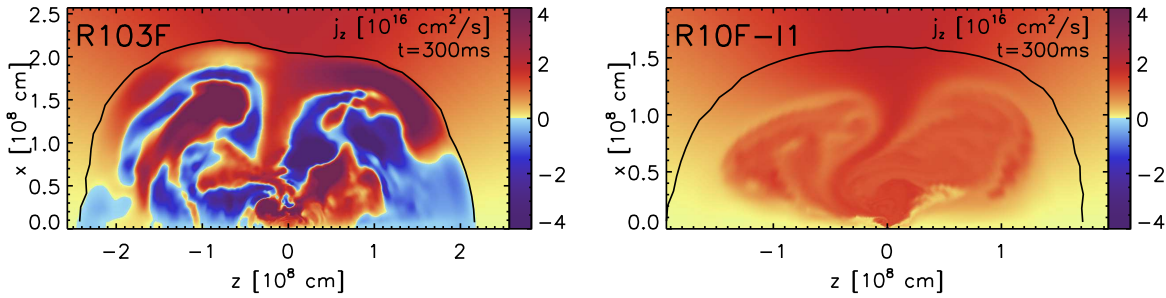 R103F
j_z [10^16 cm^2/s]
t=300ms
x [10^8 cm]
2.5
2.0
1.5
1.0
0.5
0.0
−2 −1 0 1 2
z [10^8 cm]
4
2
0
−2
−4
R10F−I1
j_z [10^16 cm^2/s]
t=300ms
x [10^8 cm]
1.5
1.0
0.5
0.0
−1 0 1
z [10^8 cm]
4
2
0
−2
−4